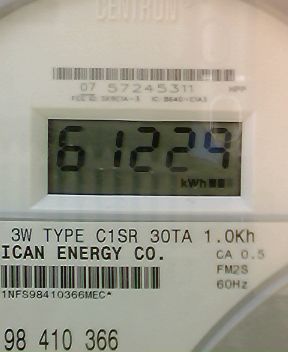 CENTRON
07 57245311
61229
kWh
3W TYPE C1SR 30TA 1.0Kh
ICAN ENERGY CO.
CA 0.5
FM2S
60Hz
1NFS98410366MEC*
98 410 366